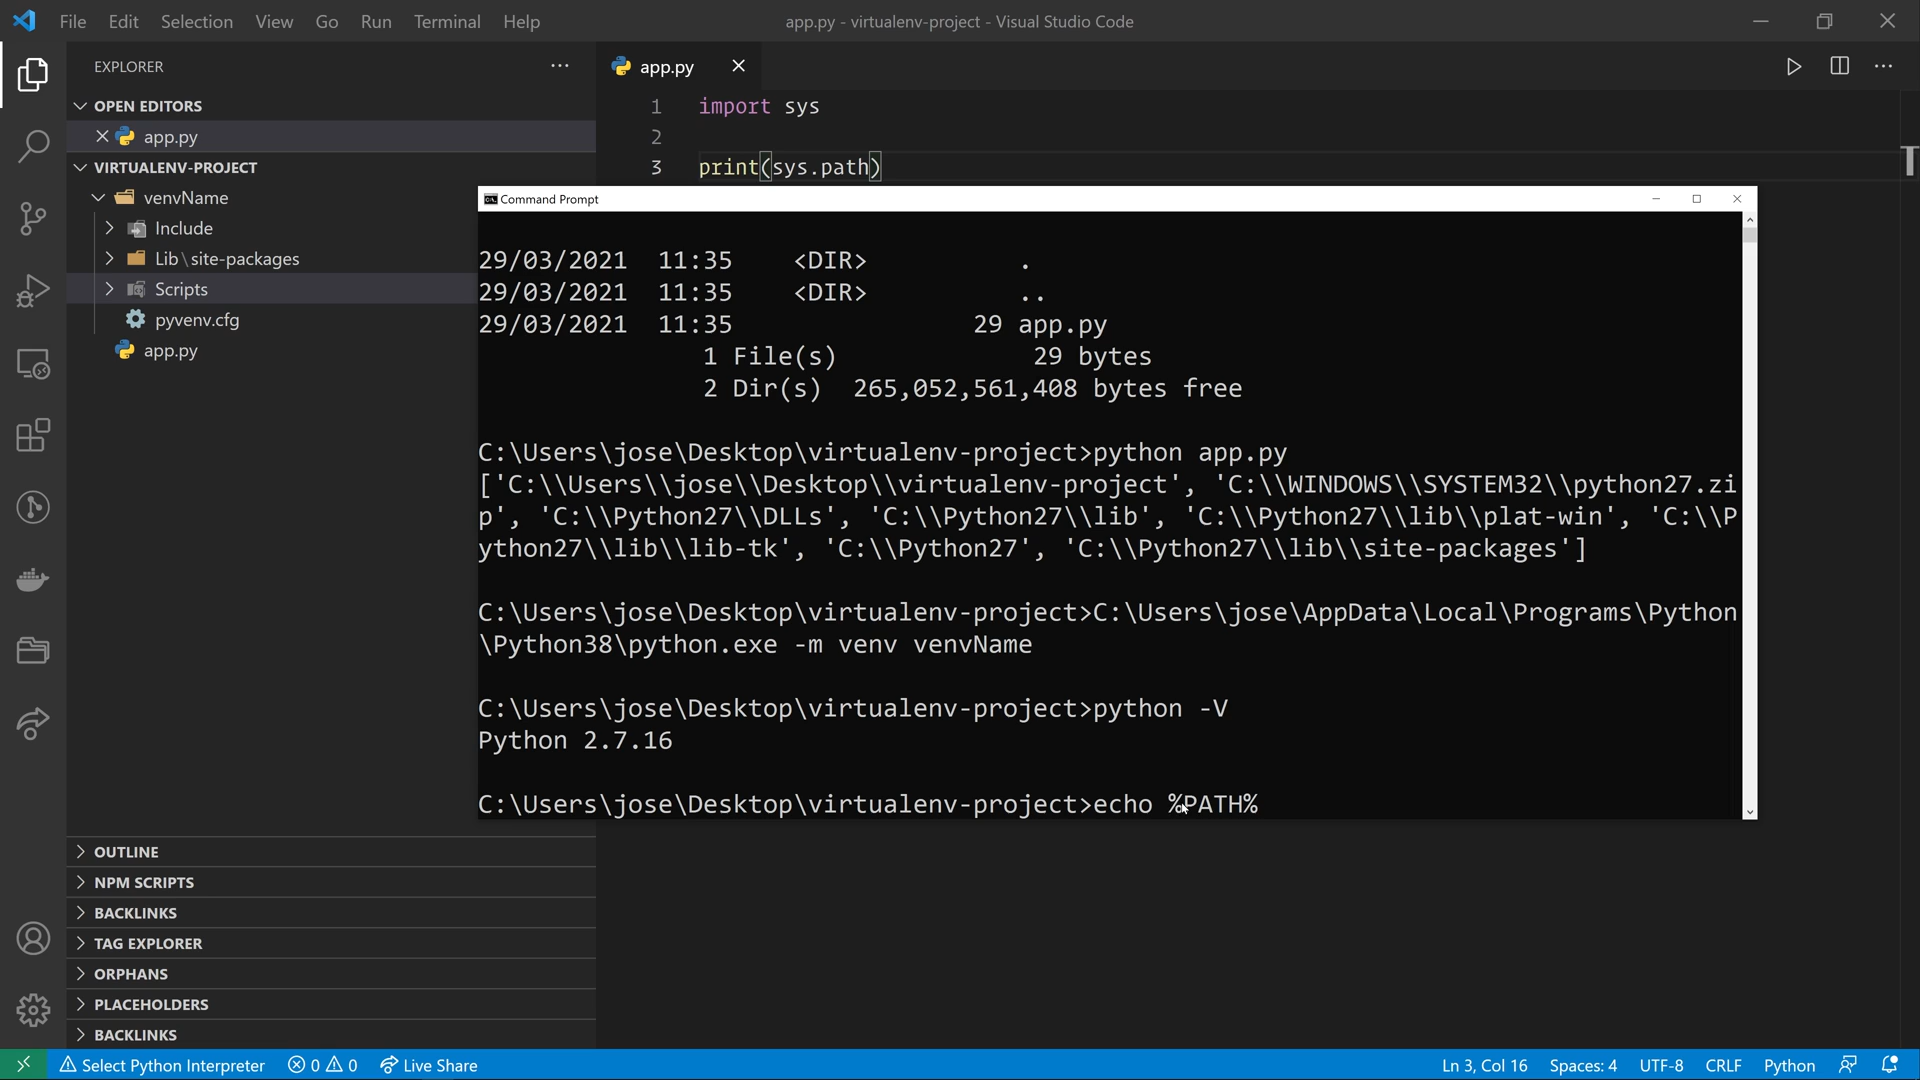 File Edit Selection View Go Run Terminal Help
app.py - virtualenv-project - Visual Studio Code
EXPLORER
OPEN EDITORS
app.py
VIRTUALENV-PROJECT
venvName
Include
Lib\site-packages
Scripts
pyvenv.cfg
app.py
OUTLINE
NPM SCRIPTS
BACKLINKS
TAG EXPLORER
ORPHANS
PLACEHOLDERS
BACKLINKS
app.py
1 import sys
2
3 print(sys.path)
Command Prompt
29/03/2021 11:35 <DIR> .
29/03/2021 11:35 <DIR> ..
29/03/2021 11:35 29 app.py
1 File(s) 29 bytes
2 Dir(s) 265,052,561,408 bytes free
C:\Users\jose\Desktop\virtualenv-project>python app.py
['C:\\Users\\jose\\Desktop\\virtualenv-project', 'C:\\WINDOWS\\SYSTEM32\\python27.zi
p', 'C:\\Python27\\DLLs', 'C:\\Python27\\lib', 'C:\\Python27\\lib\\plat-win', 'C:\\P
ython27\\lib\\lib-tk', 'C:\\Python27', 'C:\\Python27\\lib\\site-packages']
C:\Users\jose\Desktop\virtualenv-project>C:\Users\jose\AppData\Local\Programs\Python
\Python38\python.exe -m venv venvName
C:\Users\jose\Desktop\virtualenv-project>python -V
Python 2.7.16
C:\Users\jose\Desktop\virtualenv-project>echo %PATH%
Select Python Interpreter 0 0 Live Share
Ln 3, Col 16 Spaces: 4 UTF-8 CRLF Python